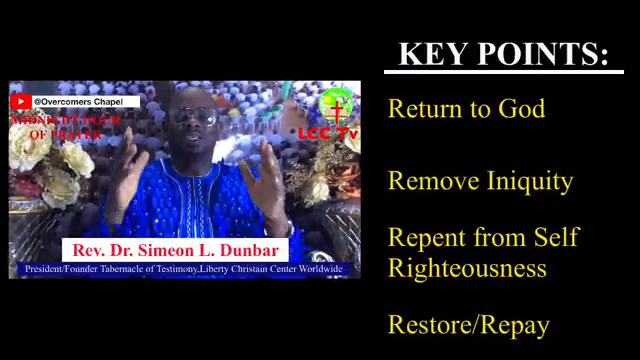 KEY POINTS:
@Overcomers Chapel
MIDNIGHT HOUR
OF PRAYER
LCC Tv
Return to God
Remove Iniquity
Repent from Self
Righteousness
Restore/Repay
Rev. Dr. Simeon L. Dunbar
President/Founder Tabernacle of Testimony,Liberty Christain Center Worldwide